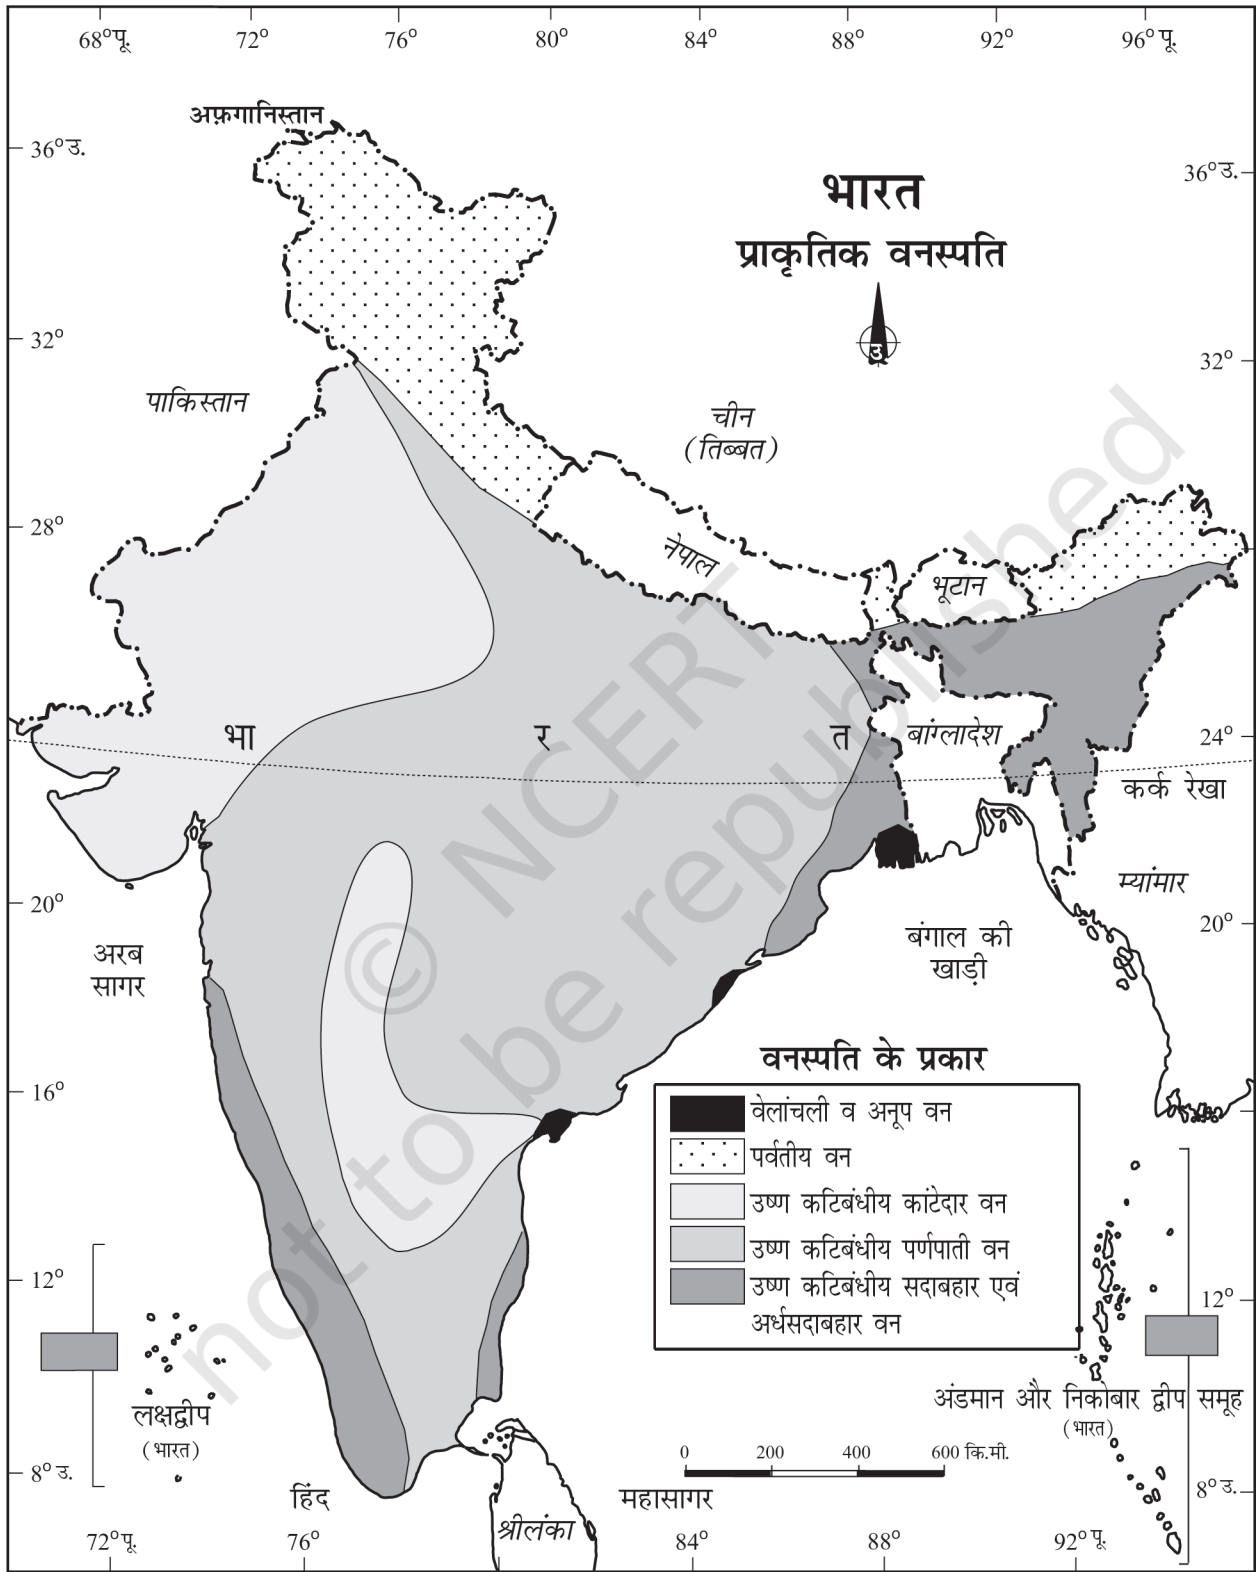 68°पू. 72° 76° 80° 84° 88° 92° 96°पू.
अफ़गानिस्तान
36°उ. 36°उ.
भारत
प्राकृतिक वनस्पति
उ
32° 32°
पाकिस्तान
चीन
(तिब्बत)
28°
नेपाल
भूटान
भा र त
बांग्लादेश
24°
कर्क रेखा
म्यांमार
20° 20°
अरब
सागर
बंगाल की
खाड़ी
16°
वनस्पति के प्रकार
वेलांचली व अनूप वन
पर्वतीय वन
उष्ण कटिबंधीय कांटेदार वन
उष्ण कटिबंधीय पर्णपाती वन
उष्ण कटिबंधीय सदाबहार एवं
अर्धसदाबहार वन
12° 12°
लक्षद्वीप
(भारत)
अंडमान और निकोबार द्वीप समूह
(भारत)
0 200 400 600 कि.मी.
8°उ. 8°उ.
हिंद महासागर
श्रीलंका
72°पू. 76° 84° 88° 92°पू.
© NCERT
not to be republished